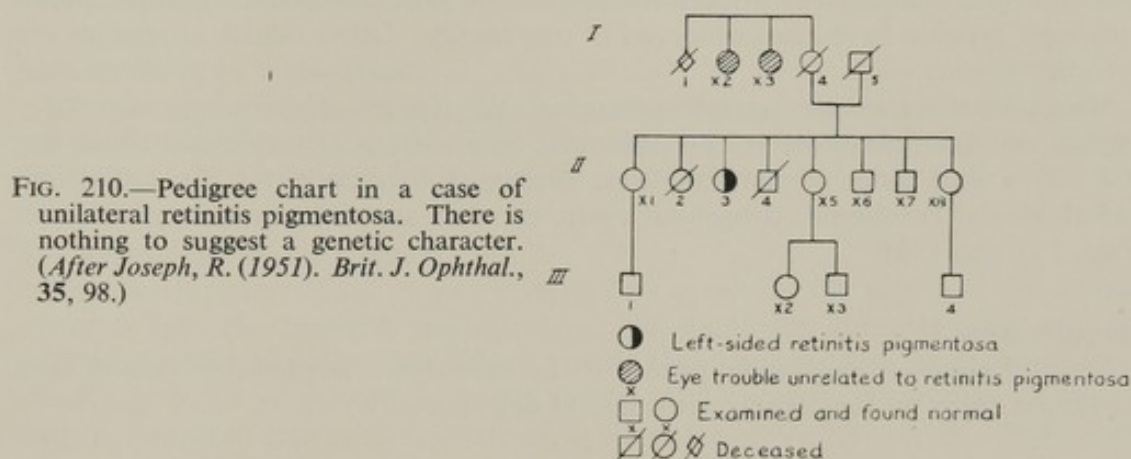 I
1 x2 x3 4 5
FIG. 210.—Pedigree chart in a case of
unilateral retinitis pigmentosa. There is
nothing to suggest a genetic character.
(After Joseph, R. (1951). Brit. J. Ophthal.,
35, 98.)
II
x1 2 3 4 x5 x6 x7 x8
III
1 x2 x3 4
Left-sided retinitis pigmentosa
x Eye trouble unrelated to retinitis pigmentosa
x x Examined and found normal
Deceased